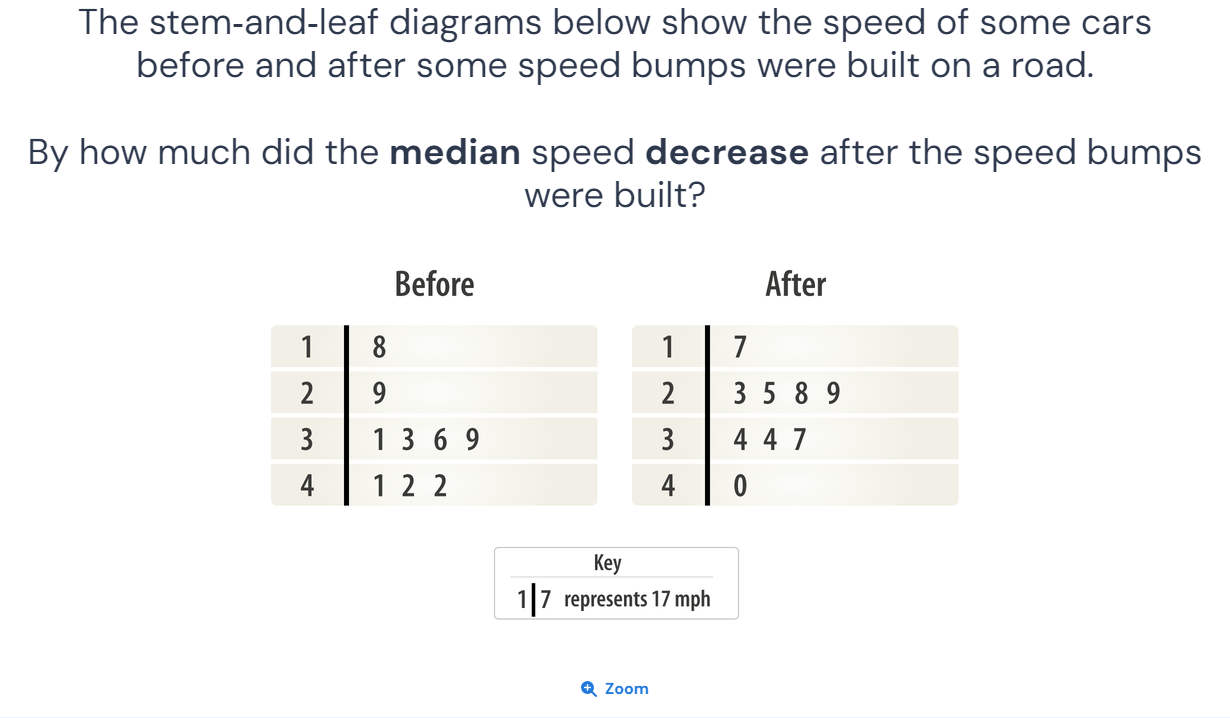 The stem-and-leaf diagrams below show the speed of some cars
before and after some speed bumps were built on a road.
By how much did the median speed decrease after the speed bumps
were built?
Before
1 8
2 9
3 1 3 6 9
4 1 2 2
After
1 7
2 3 5 8 9
3 4 4 7
4 0
Key
1 7 represents 17 mph
Zoom